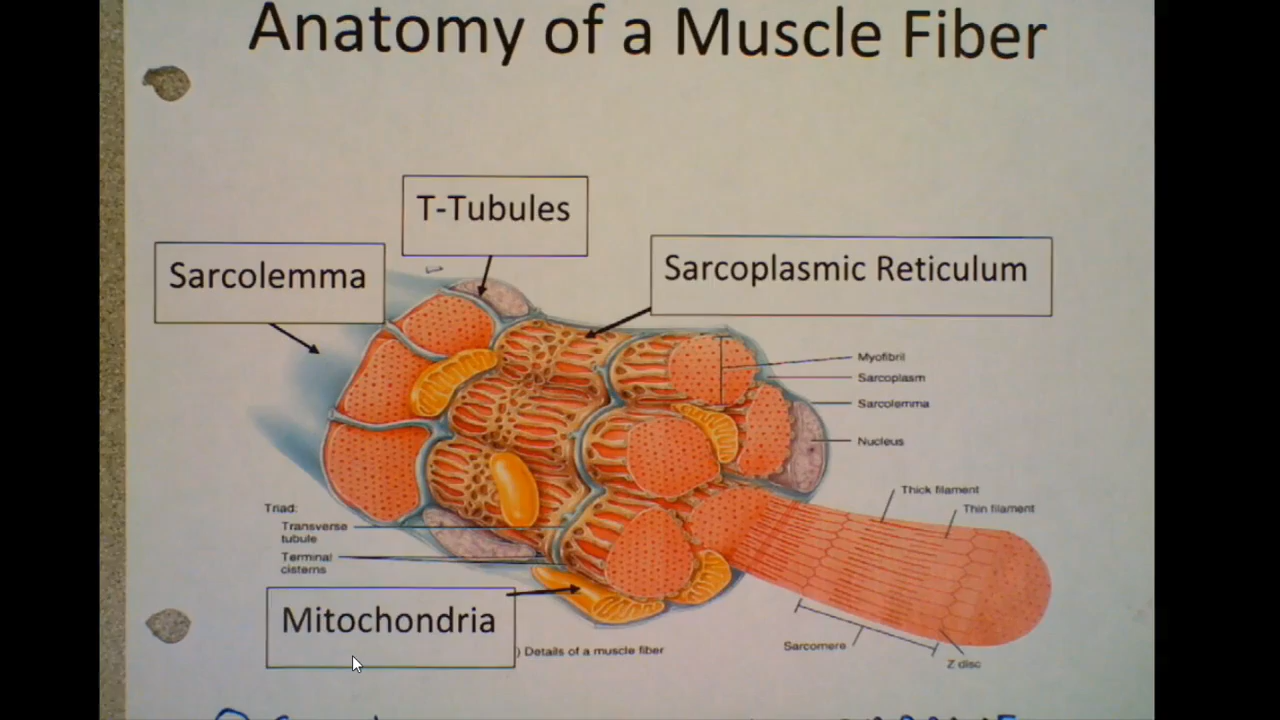 Anatomy of a Muscle Fiber
T-Tubules
Sarcolemma
Sarcoplasmic Reticulum
Myofibril
Sarcoplasm
Sarcolemma
Nucleus
Thick filament
Thin filament
Triad:
Transverse
tubule
Terminal
cisterns
Mitochondria
) Details of a muscle fiber
Sarcomere
Z disc